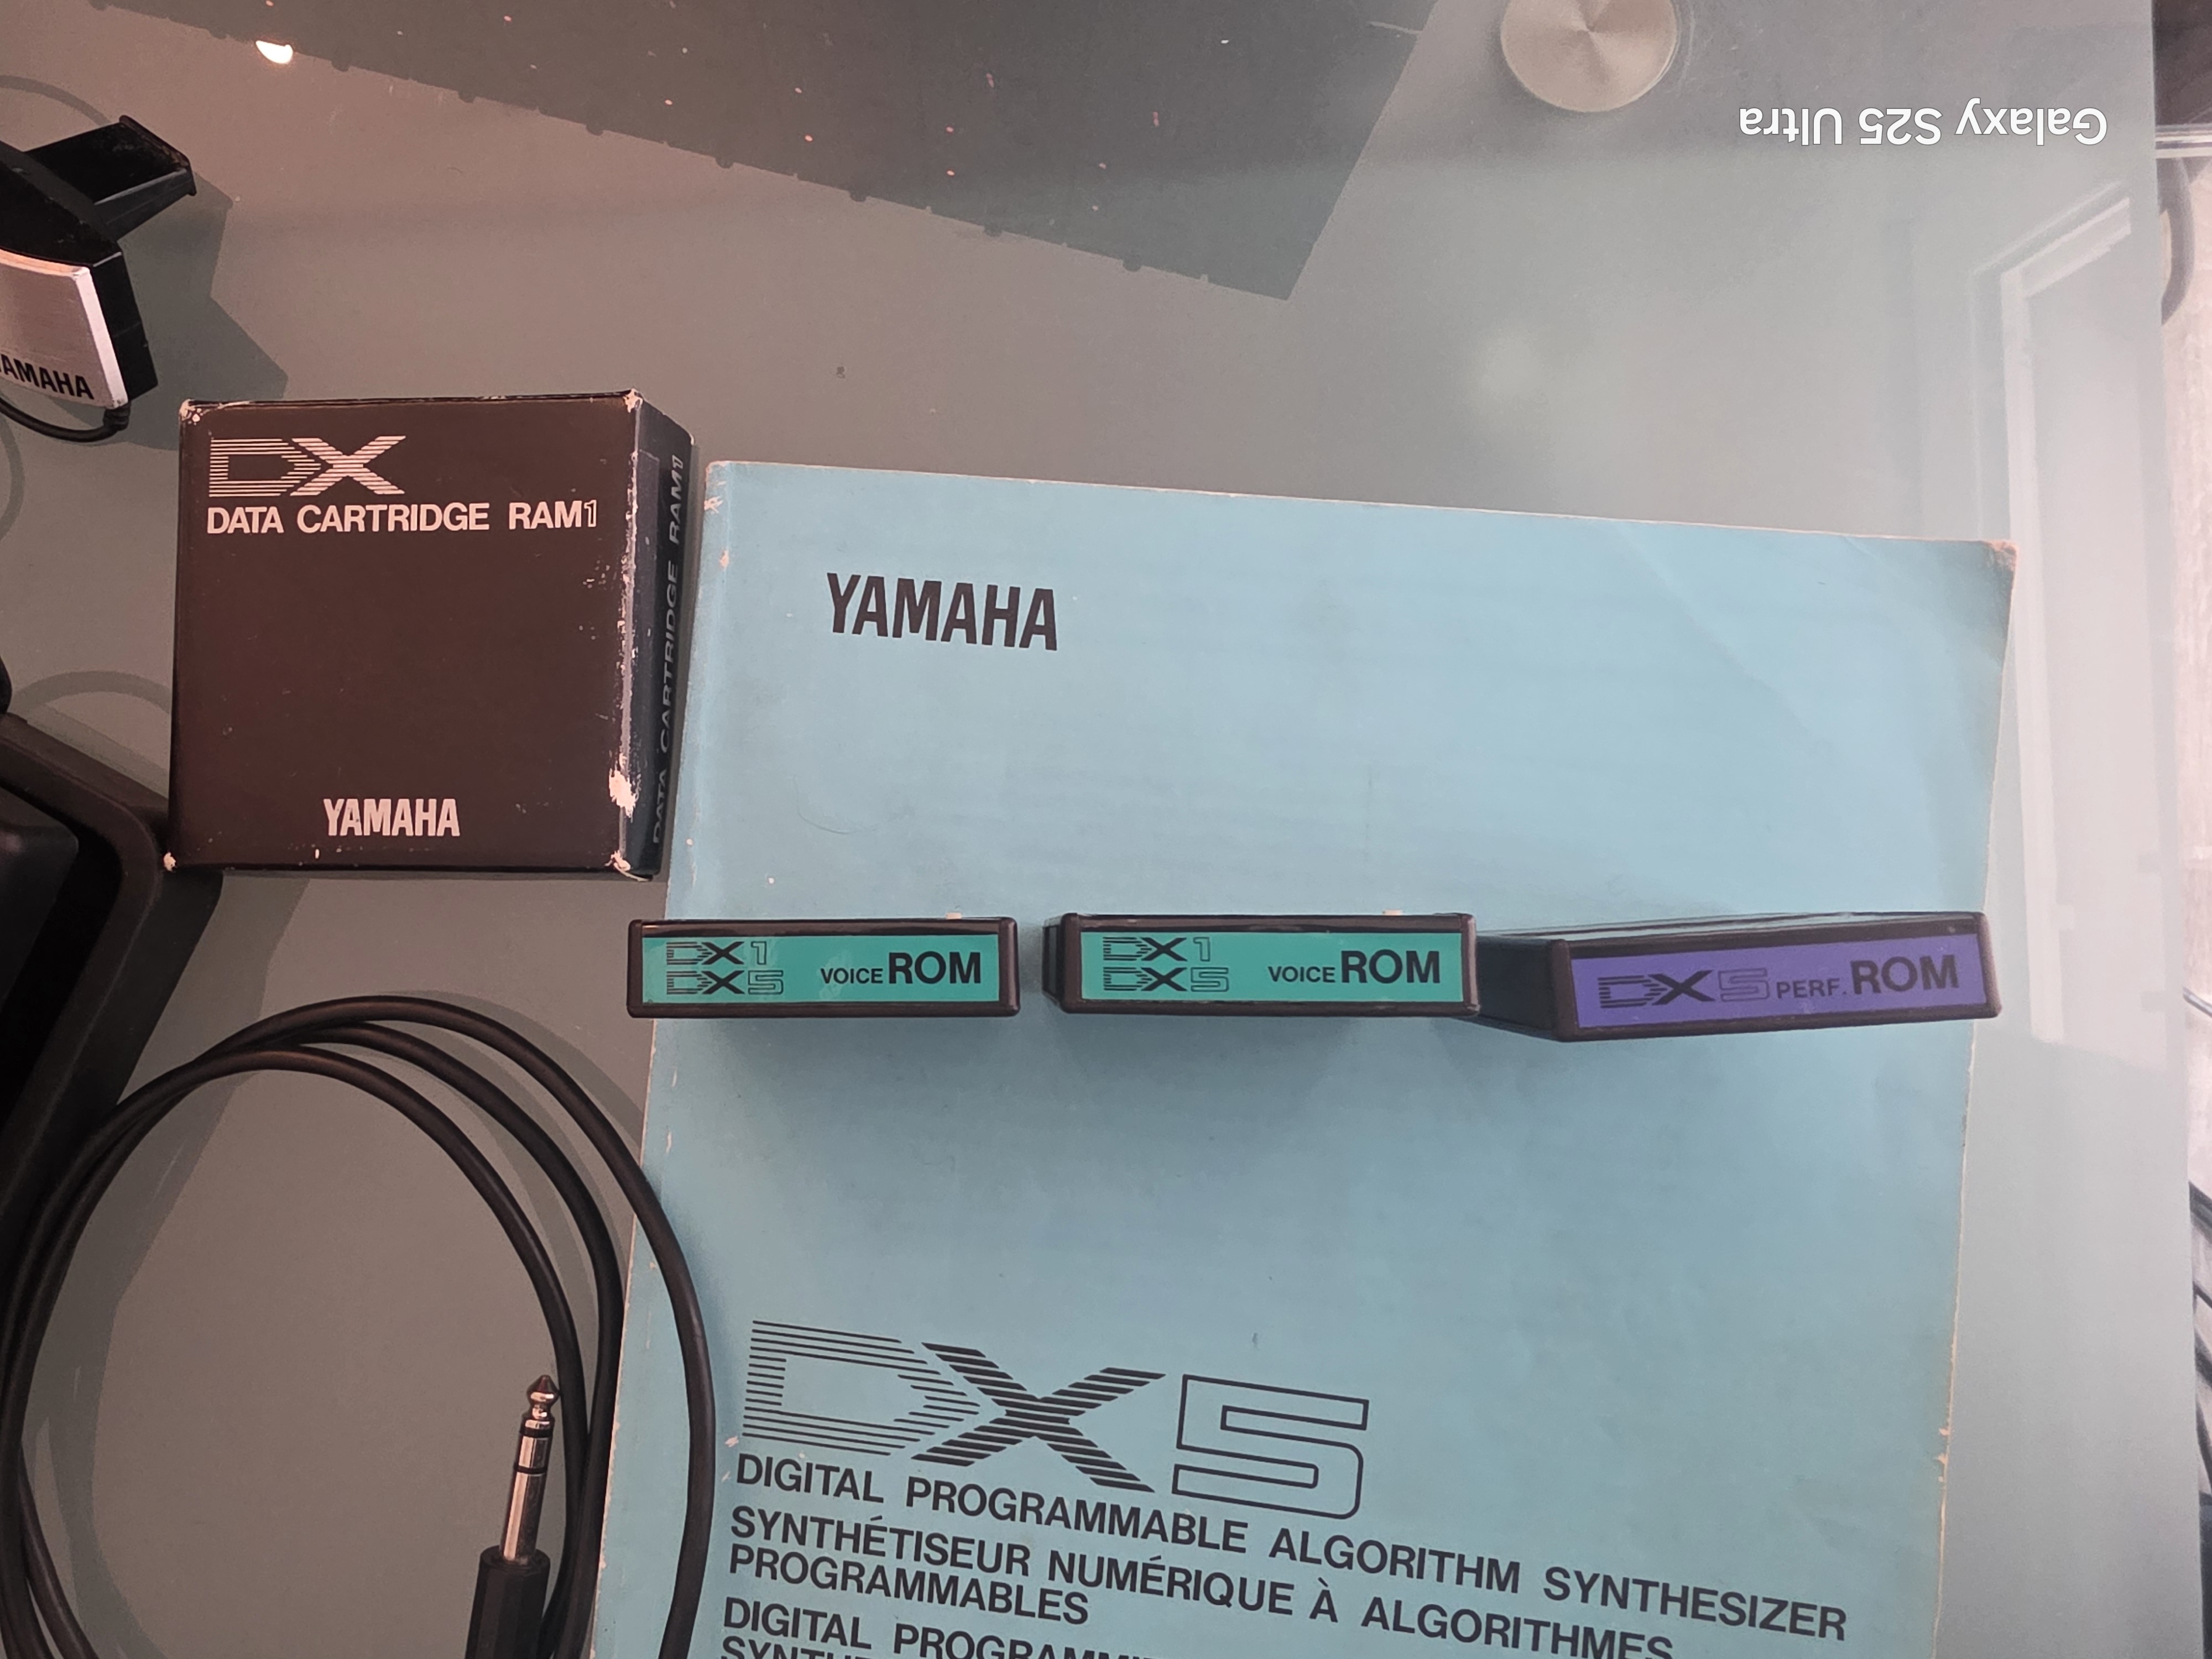 Galaxy S25 Ultra
YAMAHA
DX
DATA CARTRIDGE RAM1
YAMAHA
DATA CARTRIDGE RAM1
YAMAHA
DX1
DX5
VOICE ROM
DX1
DX5
VOICE ROM
DX5 PERF. ROM
DX5
DIGITAL PROGRAMMABLE ALGORITHM SYNTHESIZER
SYNTHÉTISEUR NUMÉRIQUE À ALGORITHMES
PROGRAMMABLES
DIGITAL